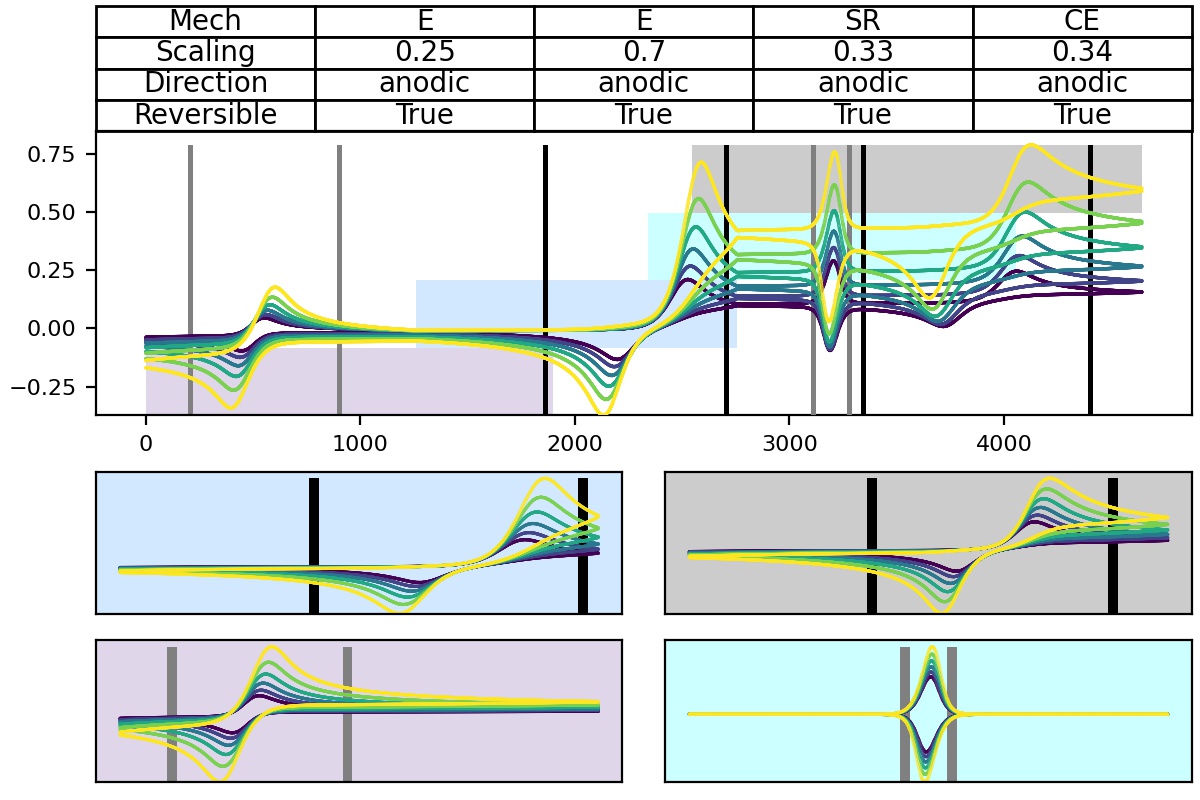 Mech E E SR CE
Scaling 0.25 0.7 0.33 0.34
Direction anodic anodic anodic anodic
Reversible True True True True
0.75
0.50
0.25
0.00
−0.25
0 1000 2000 3000 4000